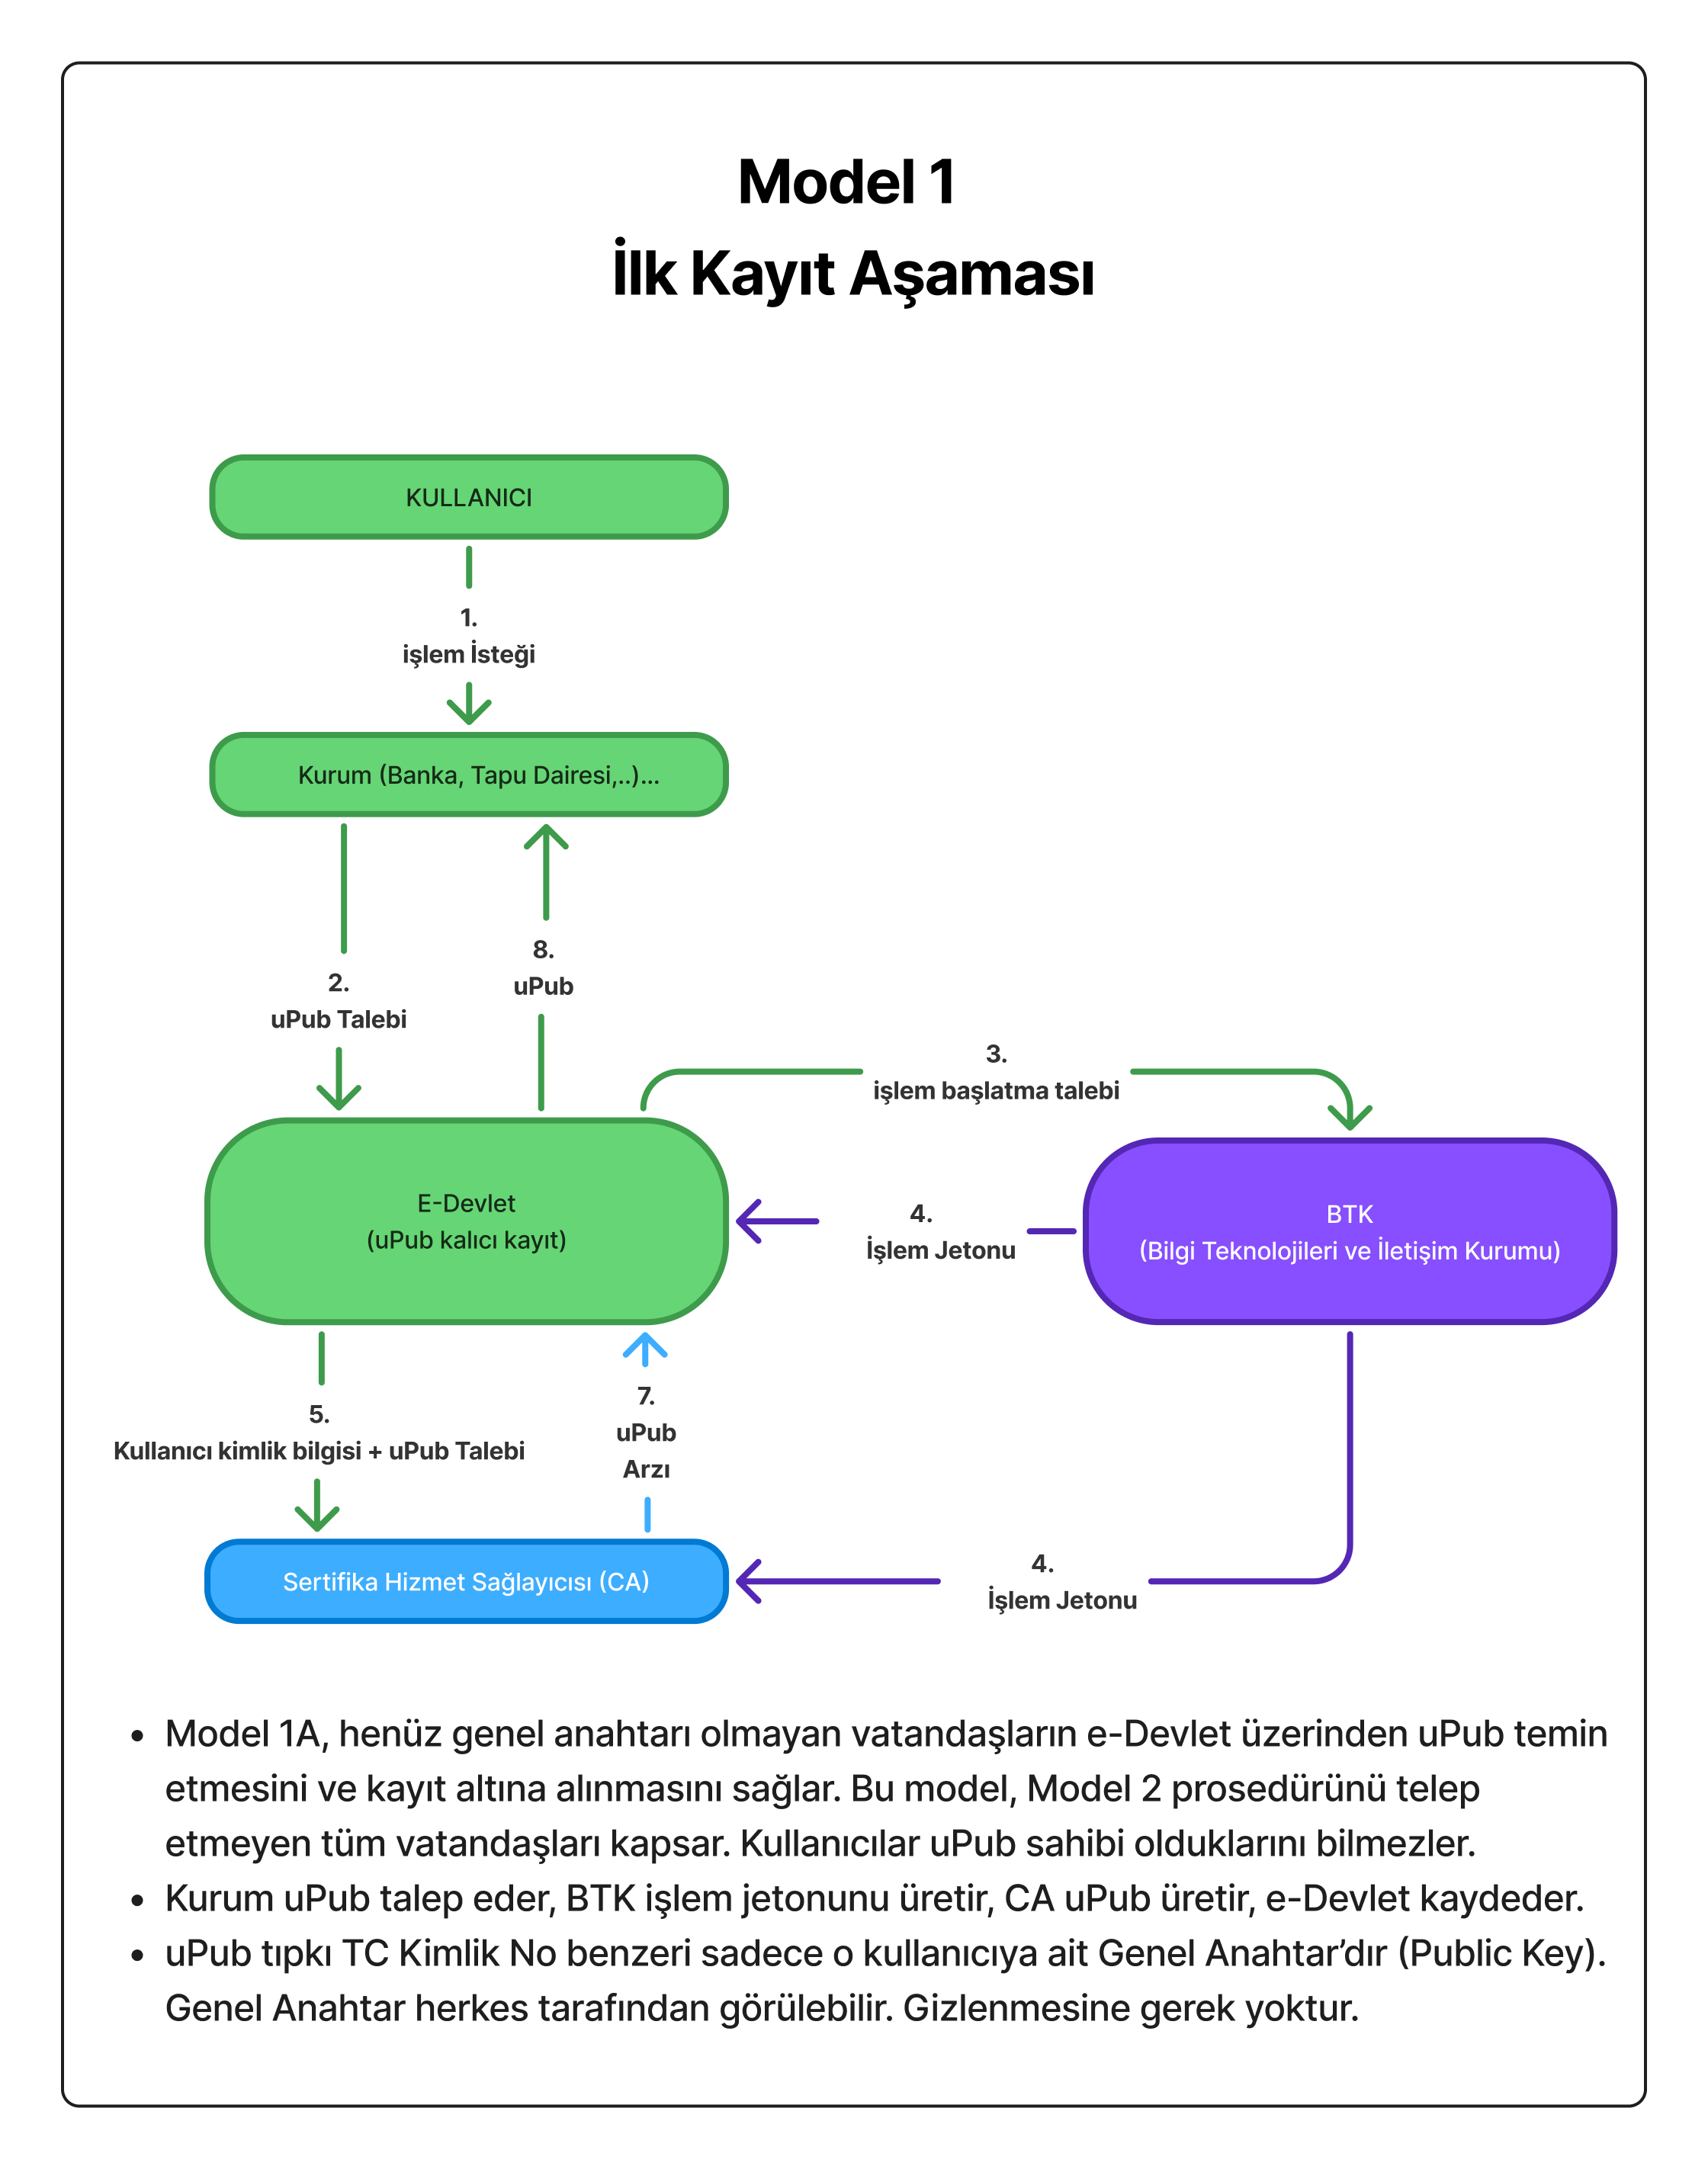 Model 1
İlk Kayıt Aşaması
KULLANICI
1.
işlem İsteği
Kurum (Banka, Tapu Dairesi,..)...
8.
uPub
2.
uPub Talebi
3.
işlem başlatma talebi
E-Devlet
(uPub kalıcı kayıt)
4.
İşlem Jetonu
BTK
(Bilgi Teknolojileri ve İletişim Kurumu)
5.
Kullanıcı kimlik bilgisi + uPub Talebi
7.
uPub
Arzı
Sertifika Hizmet Sağlayıcısı (CA)
4.
İşlem Jetonu
• Model 1A, henüz genel anahtarı olmayan vatandaşların e-Devlet üzerinden uPub temin
etmesini ve kayıt altına alınmasını sağlar. Bu model, Model 2 prosedürünü telep
etmeyen tüm vatandaşları kapsar. Kullanıcılar uPub sahibi olduklarını bilmezler.
• Kurum uPub talep eder, BTK işlem jetonunu üretir, CA uPub üretir, e-Devlet kaydeder.
• uPub tıpkı TC Kimlik No benzeri sadece o kullanıcıya ait Genel Anahtar’dır (Public Key).
Genel Anahtar herkes tarafından görülebilir. Gizlenmesine gerek yoktur.